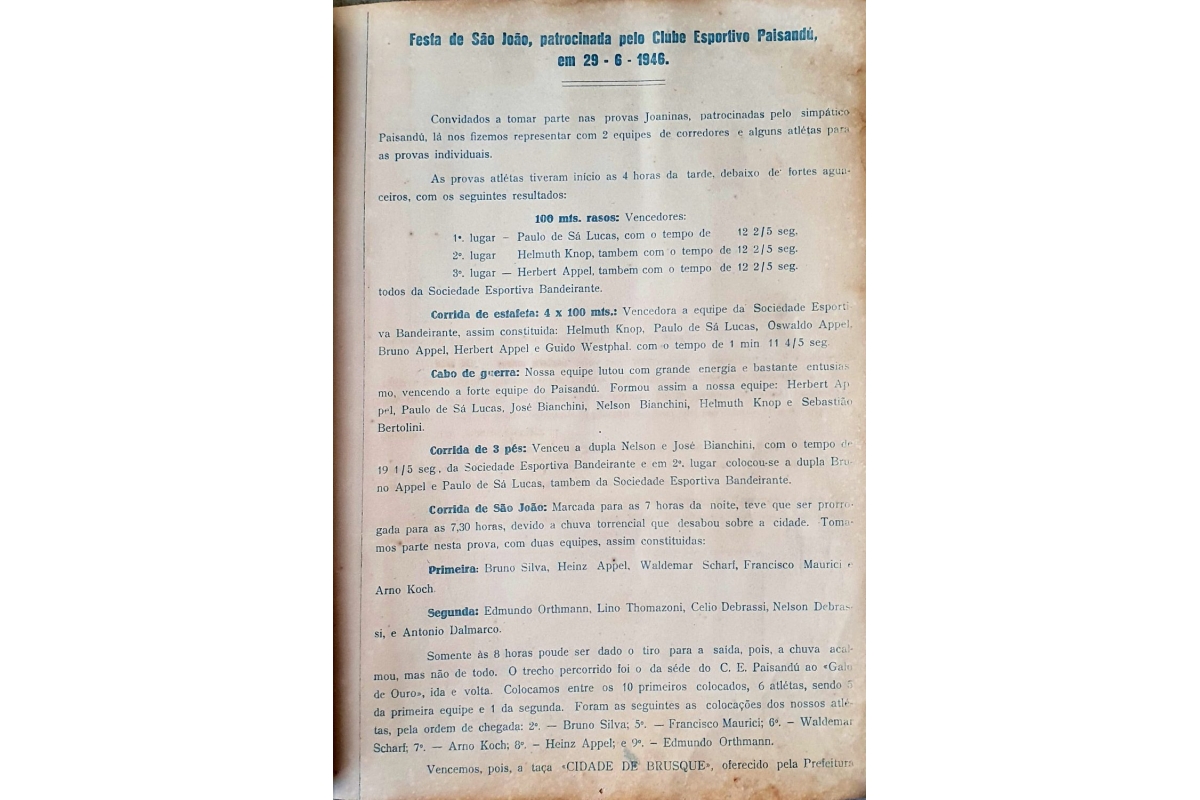 Festa de São João, patrocinada pelo Clube Esportivo Paisandú,
em 29 - 6 - 1946.
Convidados a tomar parte nas provas Joaninas, patrocinadas pelo simpático
Paisandú, lá nos fizemos representar com 2 equipes de corredores e alguns atlétas para
as provas individuais.
As provas atlétas tiveram início as 4 horas da tarde, debaixo de fortes agua-
ceiros, com os seguintes resultados:
100 mts. rasos: Vencedores:
1º. lugar – Paulo de Sá Lucas, com o tempo de 12 2/5 seg.
2º. lugar Helmuth Knop, tambem com o tempo de 12 2/5 seg.
3º. lugar — Herbert Appel, tambem com o tempo de 12 2/5 seg.
todos da Sociedade Esportiva Bandeirante.
Corrida de estafeta: 4 x 100 mts.: Vencedora a equipe da Sociedade Esporti-
va Bandeirante, assim constituida: Helmuth Knop, Paulo de Sá Lucas, Oswaldo Appel,
Bruno Appel, Herbert Appel e Guido Westphal. com o tempo de 1 min 11 4/5 seg.
Cabo de guerra: Nossa equipe lutou com grande energia e bastante entusias
mo, vencendo a forte equipe do Paisandú. Formou assim a nossa equipe: Herbert Ap
pel, Paulo de Sá Lucas, José Bianchini, Nelson Bianchini, Helmuth Knop e Sebastião
Bertolini.
Corrida de 3 pés: Venceu a dupla Nelson e José Bianchini, com o tempo de
19 1/5 seg. da Sociedade Esportiva Bandeirante e em 2º. lugar colocou-se a dupla Bru-
no Appel e Paulo de Sá Lucas, tambem da Sociedade Esportiva Bandeirante.
Corrida de São João: Marcada para as 7 horas da noite, teve que ser prorro-
gada para as 7,30 horas, devido a chuva torrencial que desabou sobre a cidade. Toma-
mos parte nesta prova, com duas equipes, assim constituidas:
Primeira: Bruno Silva, Heinz Appel, Waldemar Scharf, Francisco Maurici e
Arno Koch.
Segunda: Edmundo Orthmann, Lino Thomazoni, Celio Debrassi, Nelson Debras-
si, e Antonio Dalmarco.
Somente às 8 horas poude ser dado o tiro para a saída, pois, a chuva acal-
mou, mas não de todo. O trecho percorrido foi o da séde do C. E. Paisandú ao «Galo
de Ouro», ida e volta. Colocamos entre os 10 primeiros colocados, 6 atlétas, sendo 5
da primeira equipe e 1 da segunda. Foram as seguintes as colocações dos nossos atlé-
tas, pela ordem de chegada: 2º. — Bruno Silva; 5º. — Francisco Maurici; 6º. – Waldemar
Scharf; 7º. — Arno Koch; 8º. – Heinz Appel; e 9º. – Edmundo Orthmann.
Vencemos, pois, a taça «CIDADE DE BRUSQUE», oferecido pela Prefeitura
4